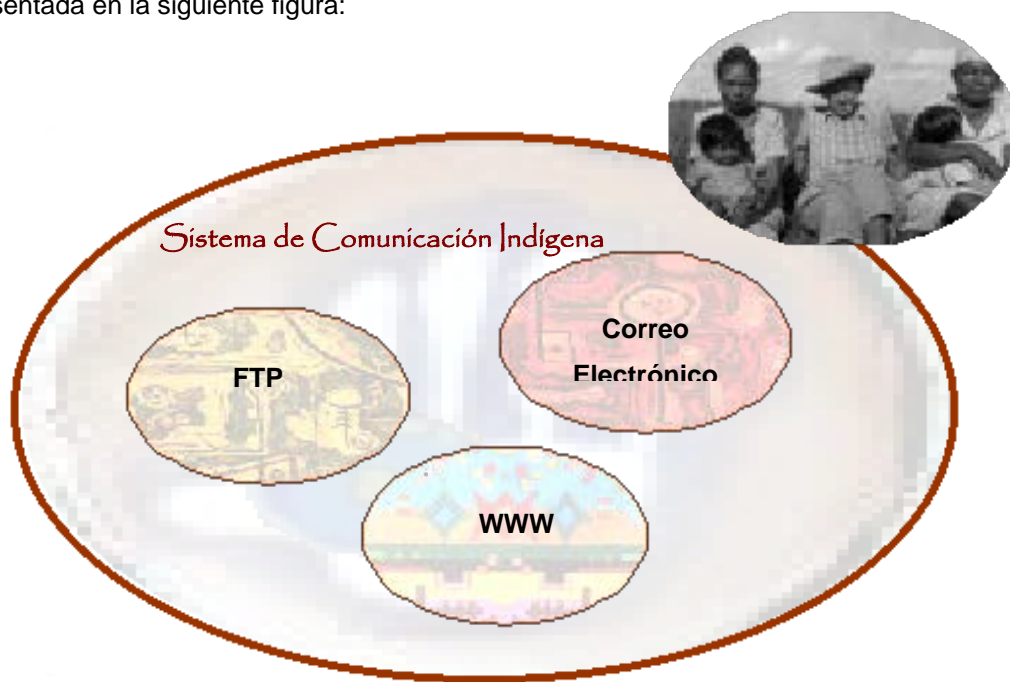 sentada en la siguiente figura:
Sistema de Comunicación Indígena
Correo
Electrónico
FTP
WWW